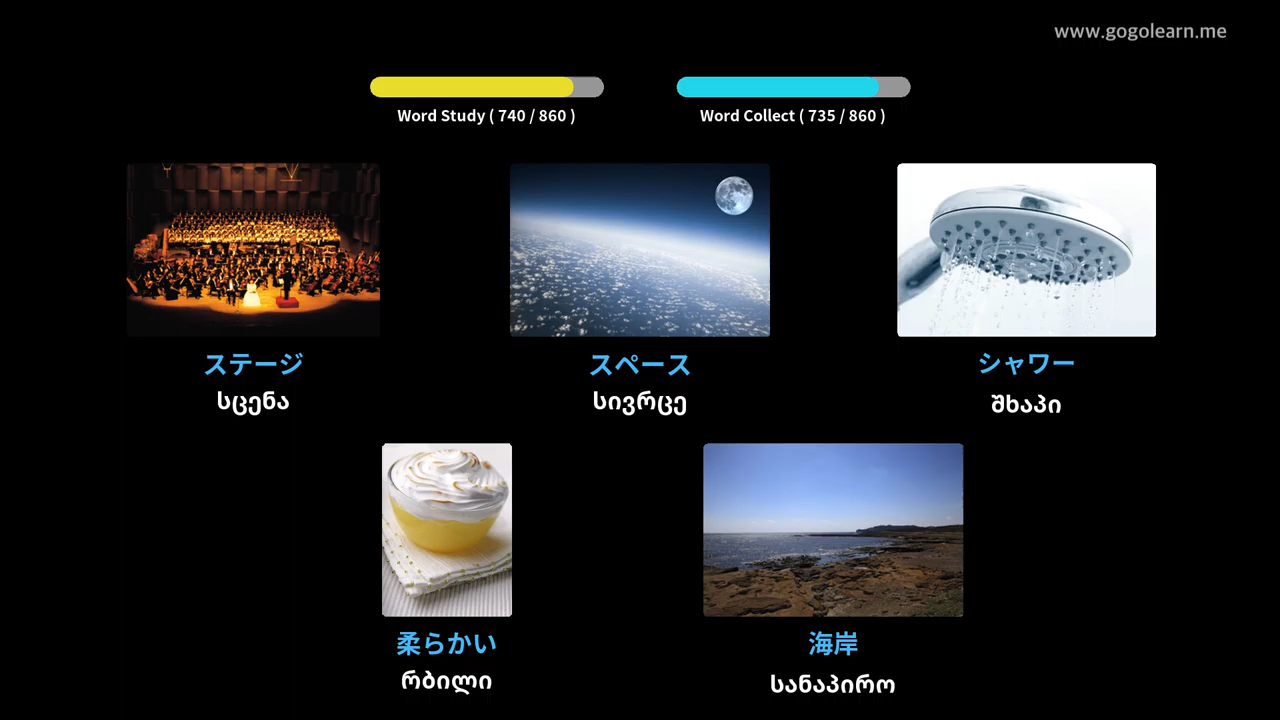 www.gogolearn.me
Word Study ( 740 / 860 )
Word Collect ( 735 / 860 )
ステージ
სცენა
スペース
სივრცე
シャワー
შხაპი
柔らかい
რბილი
海岸
სანაპირო